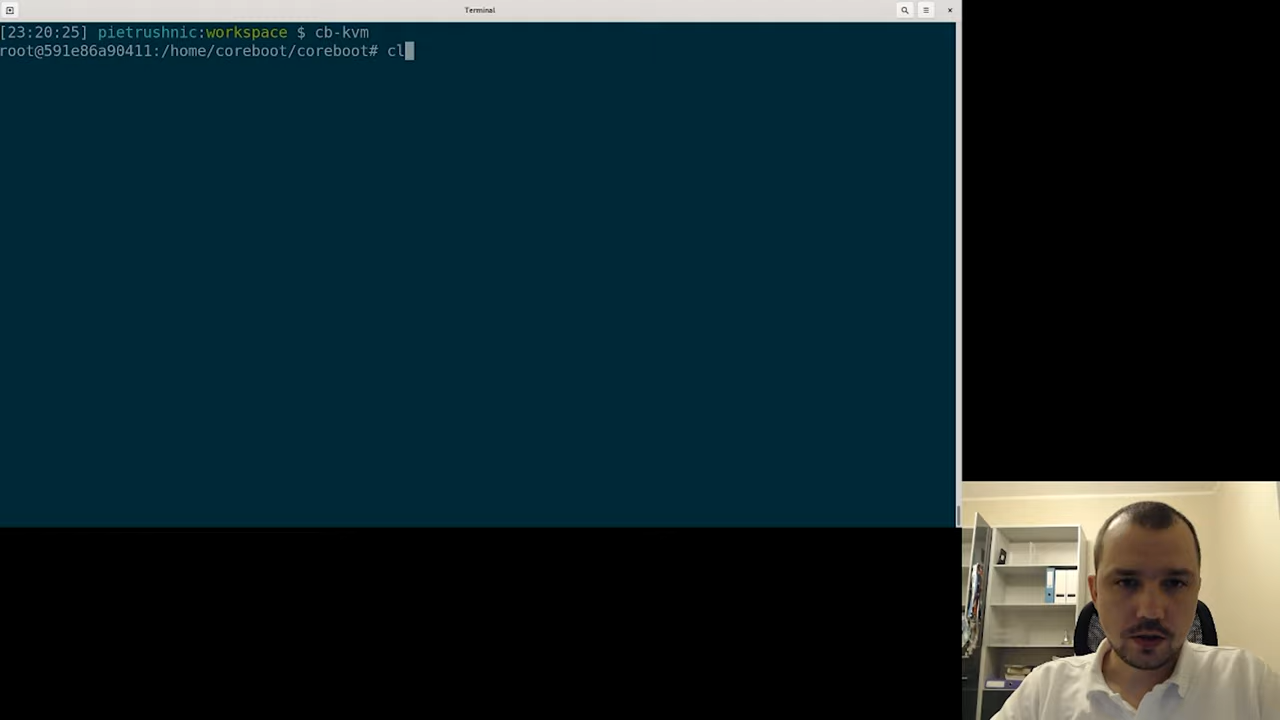 Terminal
[23:20:25] pietrushnic:workspace $ cb-kvm
root@591e86a90411:/home/coreboot/coreboot# cl